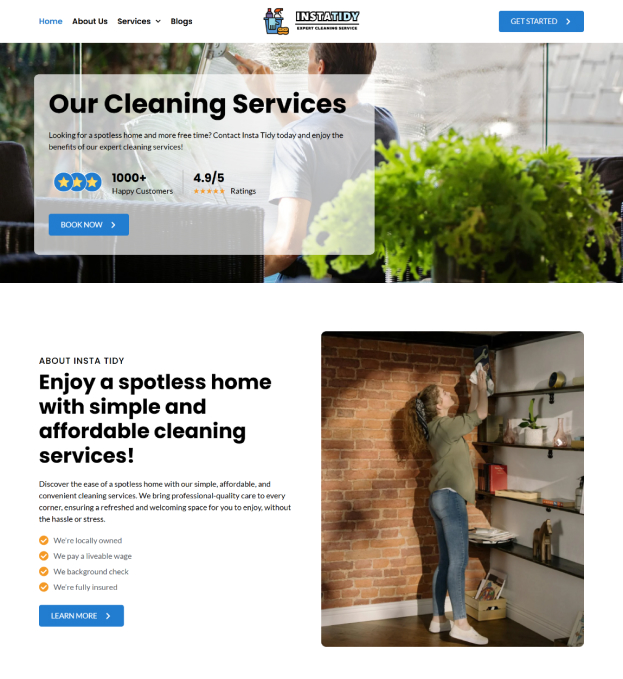 Home About Us Services Blogs
INSTATIDY
EXPERT CLEANING SERVICE
GET STARTED
Our Cleaning Services
Looking for a spotless home and more free time? Contact Insta Tidy today and enjoy the
benefits of our expert cleaning services!
1000+
Happy Customers
4.9/5
Ratings
BOOK NOW
ABOUT INSTA TIDY
Enjoy a spotless home
with simple and
affordable cleaning
services!
Discover the ease of a spotless home with our simple, affordable, and
convenient cleaning services. We bring professional-quality care to every
corner, ensuring a refreshed and welcoming space for you to enjoy, without
the hassle or stress.
We're locally owned
We pay a liveable wage
We background check
We're fully insured
LEARN MORE